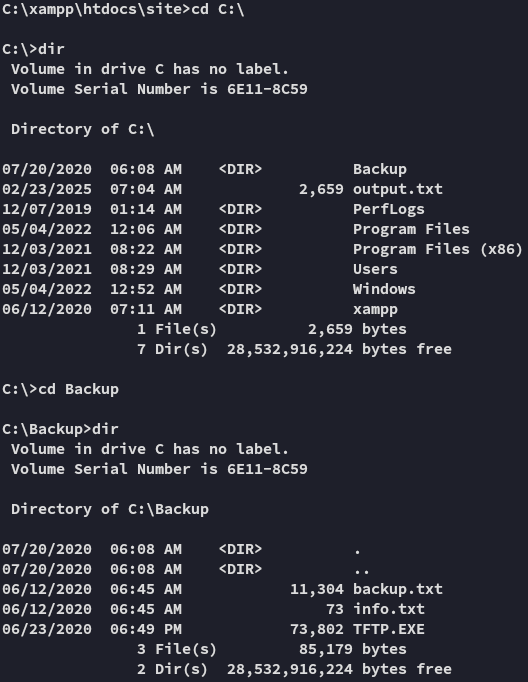 C:\xampp\htdocs\site>cd C:\
C:\>dir
 Volume in drive C has no label.
 Volume Serial Number is 6E11-8C59
 Directory of C:\
07/20/2020  06:08 AM    <DIR>          Backup
02/23/2025  07:04 AM             2,659 output.txt
12/07/2019  01:14 AM    <DIR>          PerfLogs
05/04/2022  12:06 AM    <DIR>          Program Files
12/03/2021  08:22 AM    <DIR>          Program Files (x86)
12/03/2021  08:29 AM    <DIR>          Users
05/04/2022  12:52 AM    <DIR>          Windows
06/12/2020  07:11 AM    <DIR>          xampp
               1 File(s)          2,659 bytes
               7 Dir(s)  28,532,916,224 bytes free
C:\>cd Backup
C:\Backup>dir
 Volume in drive C has no label.
 Volume Serial Number is 6E11-8C59
 Directory of C:\Backup
07/20/2020  06:08 AM    <DIR>          .
07/20/2020  06:08 AM    <DIR>          ..
06/12/2020  06:45 AM            11,304 backup.txt
06/12/2020  06:45 AM                73 info.txt
06/23/2020  06:49 PM            73,802 TFTP.EXE
               3 File(s)         85,179 bytes
               2 Dir(s)  28,532,916,224 bytes free